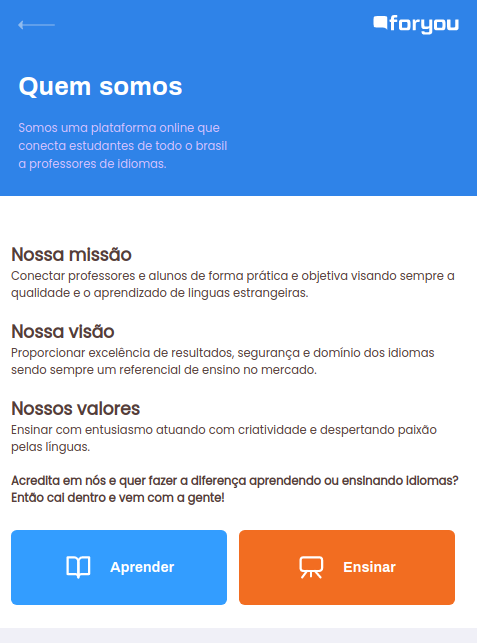 foryou
Quem somos
Somos uma plataforma online que
conecta estudantes de todo o brasil
a professores de idiomas.
Nossa missão
Conectar professores e alunos de forma prática e objetiva visando sempre a
qualidade e o aprendizado de linguas estrangeiras.
Nossa visão
Proporcionar excelência de resultados, segurança e domínio dos idiomas
sendo sempre um referencial de ensino no mercado.
Nossos valores
Ensinar com entusiasmo atuando com criatividade e despertando paixão
pelas línguas.
Acredita em nós e quer fazer a diferença aprendendo ou ensinando idiomas?
Então cai dentro e vem com a gente!
Aprender
Ensinar